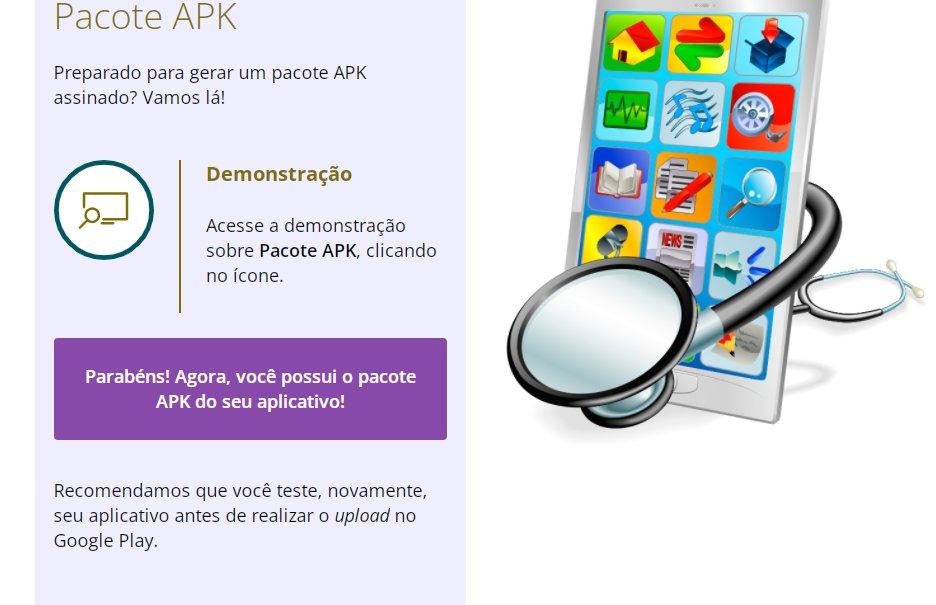 Pacote APK
Preparado para gerar um pacote APK
assinado? Vamos lá!
Demonstração
Acesse a demonstração
sobre Pacote APK, clicando
no ícone.
Parabéns! Agora, você possui o pacote
APK do seu aplicativo!
Recomendamos que você teste, novamente,
seu aplicativo antes de realizar o upload no
Google Play.
NEWS